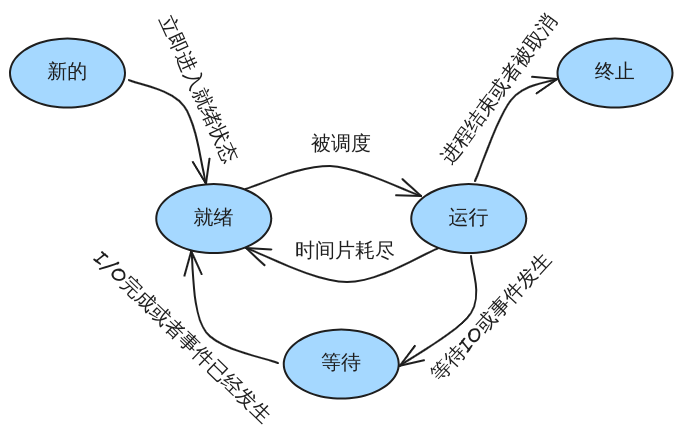 新的
立即进入就绪状态
进程结束或者被取消
终止
被调度
就绪
运行
时间片耗尽
I/O完成或者事件已经发生
等待IO或事件发生
等待